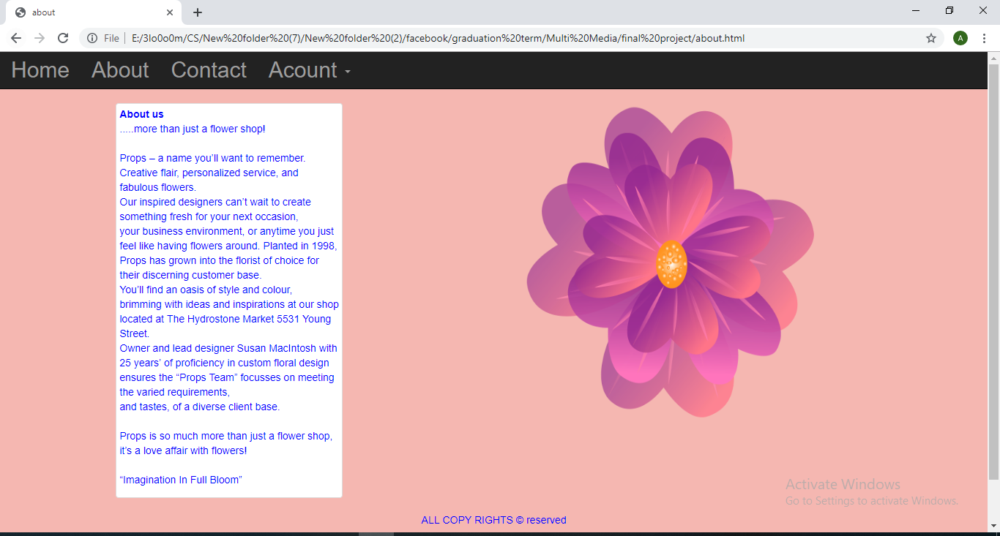 about
File
E:/3lo0o0m/CS/New%20folder%20(7)/New%20folder%20(2)/facebook/graduation%20term/Multi%20Media/final%20project/about.html
A
Home About Contact Acount
About us
.....more than just a flower shop!
Props – a name you’ll want to remember.
Creative flair, personalized service, and
fabulous flowers.
Our inspired designers can’t wait to create
something fresh for your next occasion,
your business environment, or anytime you just
feel like having flowers around. Planted in 1998,
Props has grown into the florist of choice for
their discerning customer base.
You’ll find an oasis of style and colour,
brimming with ideas and inspirations at our shop
located at The Hydrostone Market 5531 Young
Street.
Owner and lead designer Susan MacIntosh with
25 years’ of proficiency in custom floral design
ensures the “Props Team” focusses on meeting
the varied requirements,
and tastes, of a diverse client base.
Props is so much more than just a flower shop,
it’s a love affair with flowers!
“Imagination In Full Bloom”
Activate Windows
Go to Settings to activate Windows.
ALL COPY RIGHTS © reserved